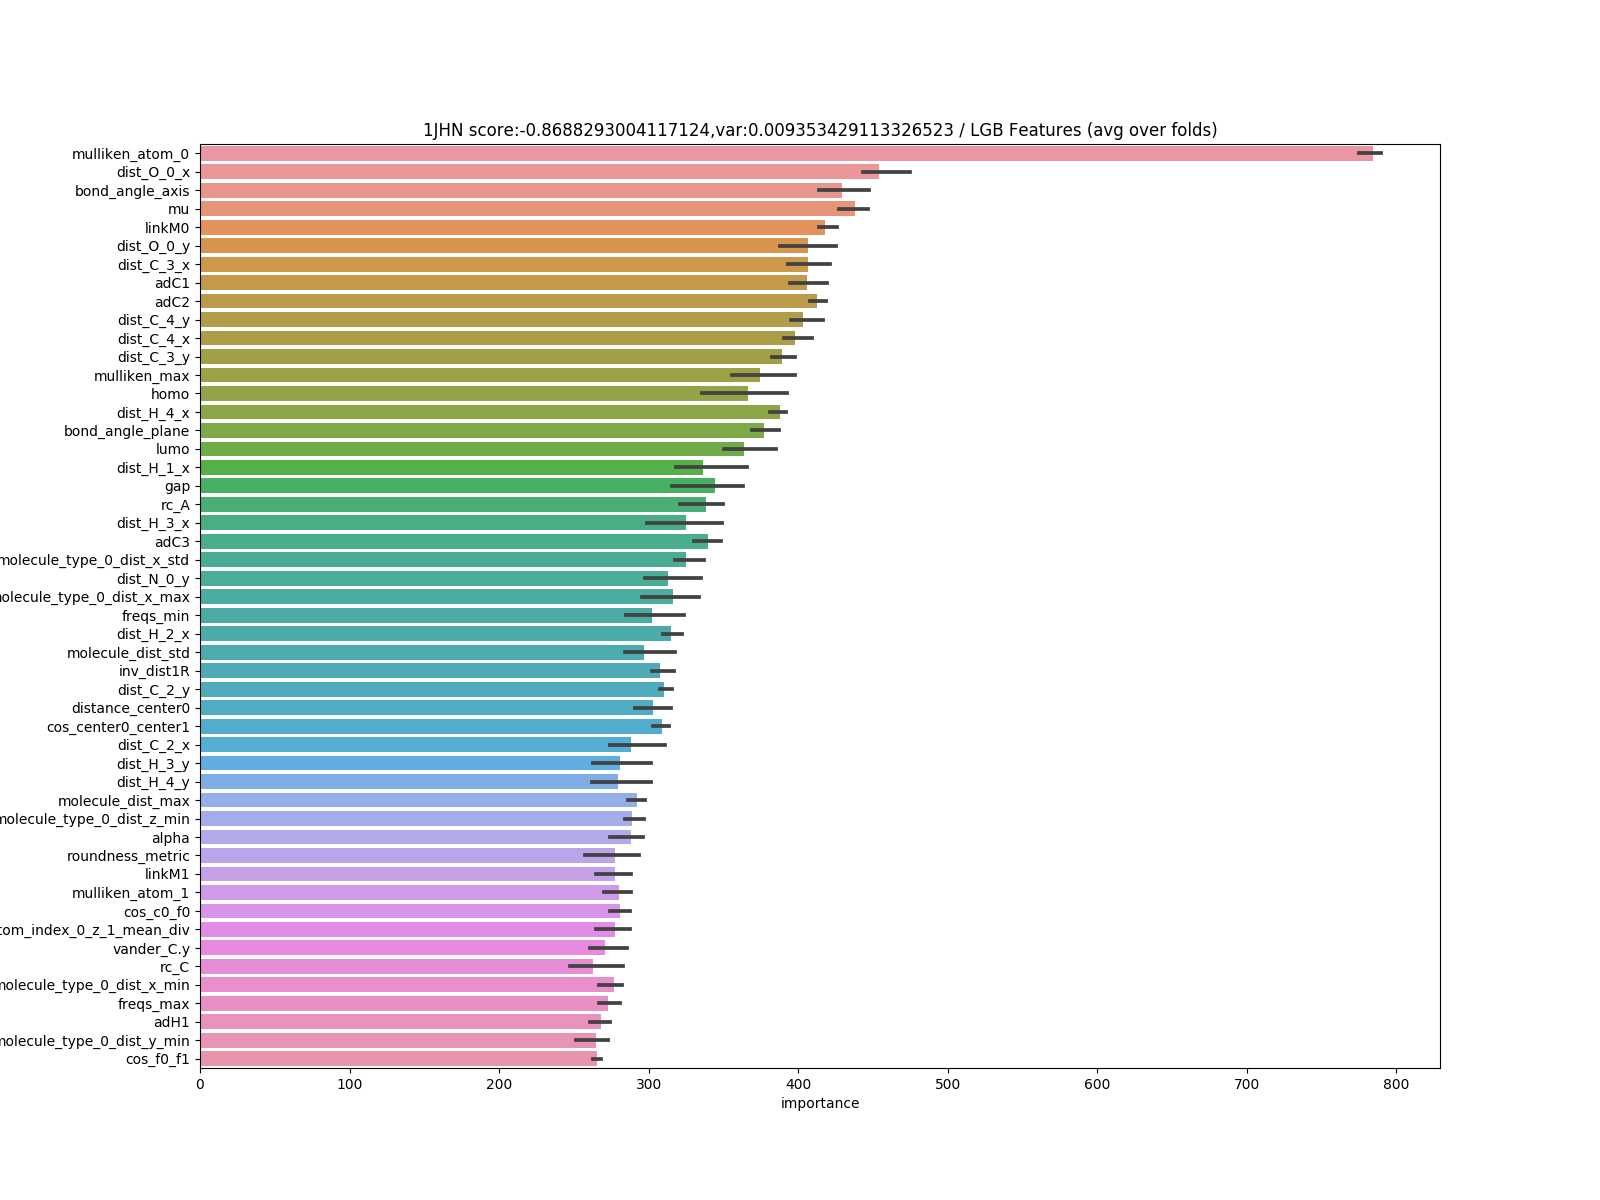 1JHN score:-0.8688293004117124,var:0.009353429113326523 / LGB Features (avg over folds)
mulliken_atom_0
dist_O_0_x
bond_angle_axis
mu
linkM0
dist_O_0_y
dist_C_3_x
adC1
adC2
dist_C_4_y
dist_C_4_x
dist_C_3_y
mulliken_max
homo
dist_H_4_x
bond_angle_plane
lumo
dist_H_1_x
gap
rc_A
dist_H_3_x
adC3
molecule_type_0_dist_x_std
dist_N_0_y
olecule_type_0_dist_x_max
freqs_min
dist_H_2_x
molecule_dist_std
inv_dist1R
dist_C_2_y
distance_center0
cos_center0_center1
dist_C_2_x
dist_H_3_y
dist_H_4_y
molecule_dist_max
molecule_type_0_dist_z_min
alpha
roundness_metric
linkM1
mulliken_atom_1
cos_c0_f0
tom_index_0_z_1_mean_div
vander_C.y
rc_C
molecule_type_0_dist_x_min
freqs_max
adH1
molecule_type_0_dist_y_min
cos_f0_f1
0 100 200 300 400 500 600 700 800
importance